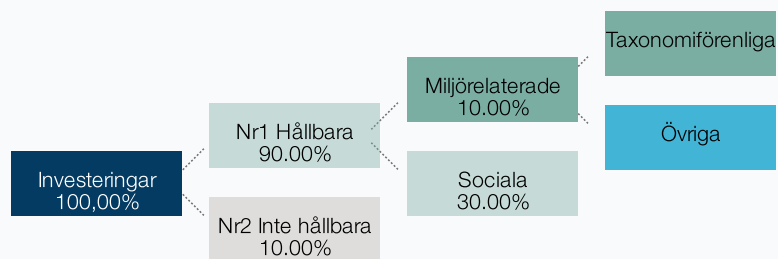 Taxonomiförenliga
Miljörelaterade
10.00%
Nr1 Hållbara
90.00%
Övriga
Investeringar
100,00%
Sociala
30.00%
Nr2 Inte hållbara
10.00%